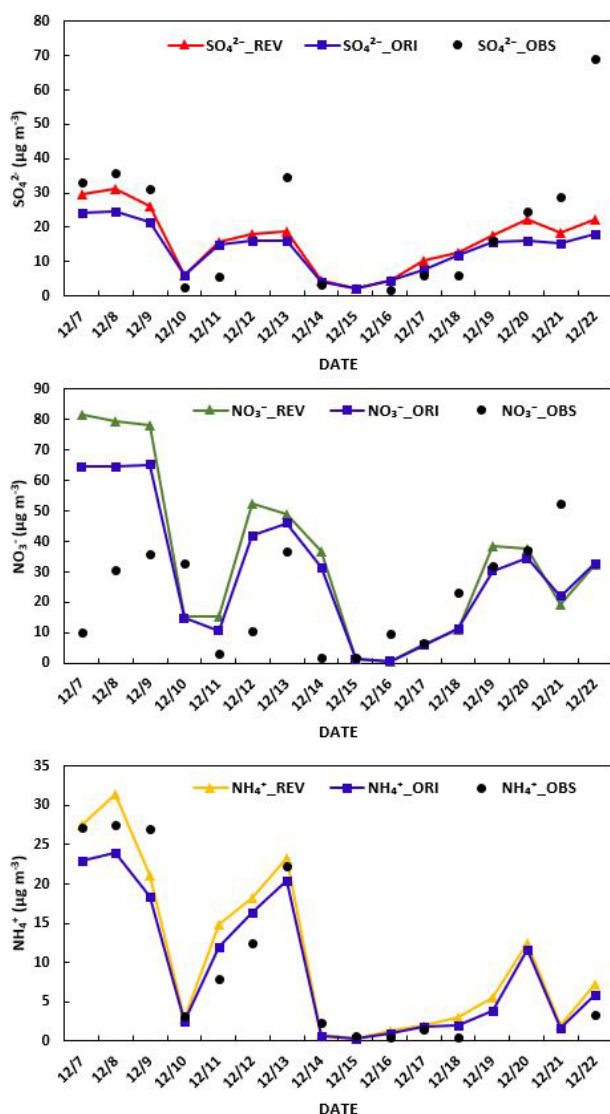 80
70
60
50
40
30
20
10
0
SO₄²⁻ (μg m⁻³)
SO₄²⁻_REV SO₄²⁻_ORI SO₄²⁻_OBS
12/7 12/8 12/9 12/10 12/11 12/12 12/13 12/14 12/15 12/16 12/17 12/18 12/19 12/20 12/21 12/22
DATE
90
80
70
60
50
40
30
20
10
0
NO₃⁻ (μg m⁻³)
NO₃⁻_REV NO₃⁻_ORI NO₃⁻_OBS
12/7 12/8 12/9 12/10 12/11 12/12 12/13 12/14 12/15 12/16 12/17 12/18 12/19 12/20 12/21 12/22
DATE
35
30
25
20
15
10
5
0
NH₄⁺ (μg m⁻³)
NH₄⁺_REV NH₄⁺_ORI NH₄⁺_OBS
12/7 12/8 12/9 12/10 12/11 12/12 12/13 12/14 12/15 12/16 12/17 12/18 12/19 12/20 12/21 12/22
DATE